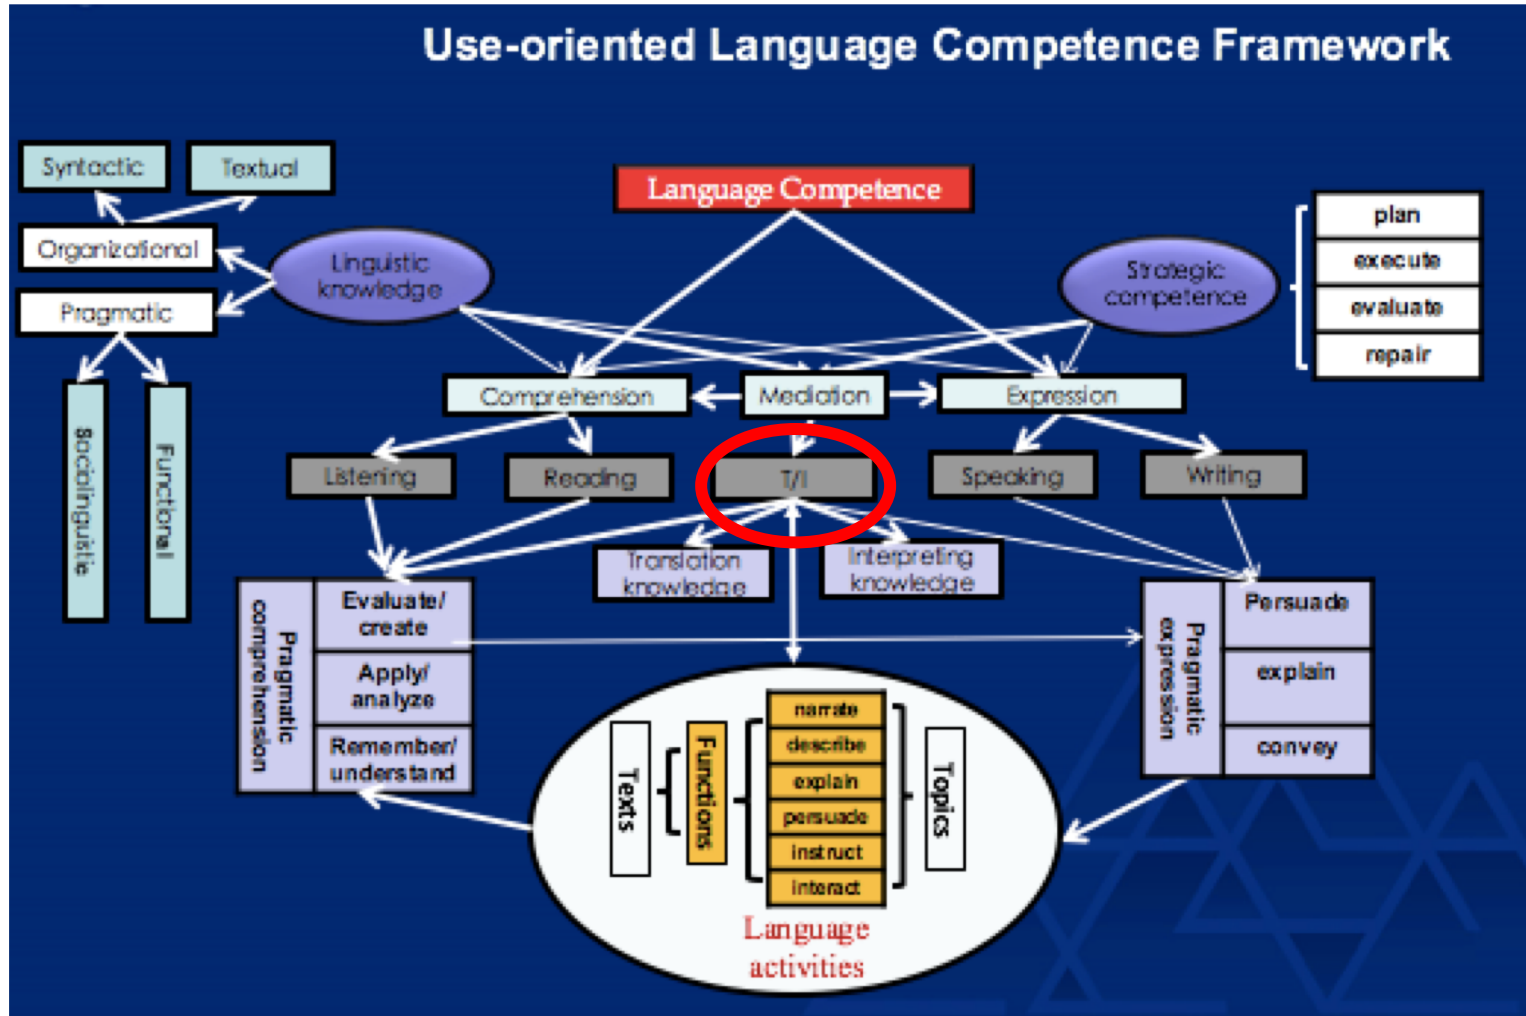 Use-oriented Language Competence Framework
Syntactic
Textual
Language Competence
plan
Organizational
Linguistic
knowledge
Strategic
competence
execute
Pragmatic
evaluate
repair
Comprehension
Mediation
Expression
Sociolinguistic
Functional
Listening
Reading
T/I
Speaking
Writing
Translation
knowledge
Interpreting
knowledge
Pragmatic
comprehension
Evaluate/
create
Apply/
analyze
Remember/
understand
Pragmatic
expression
Persuade
explain
convey
Texts
Functions
narrate
describe
explain
persuade
instruct
interact
Topics
Language
activities